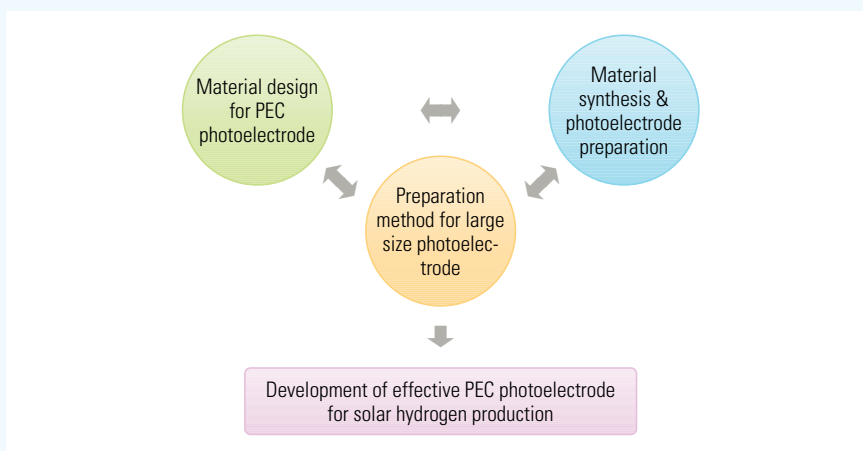 Material design
for PEC
photoelectrode
Material
synthesis &
photoelectrode
preparation
Preparation
method for large
size photoelec-
trode
Development of effective PEC photoelectrode
for solar hydrogen production